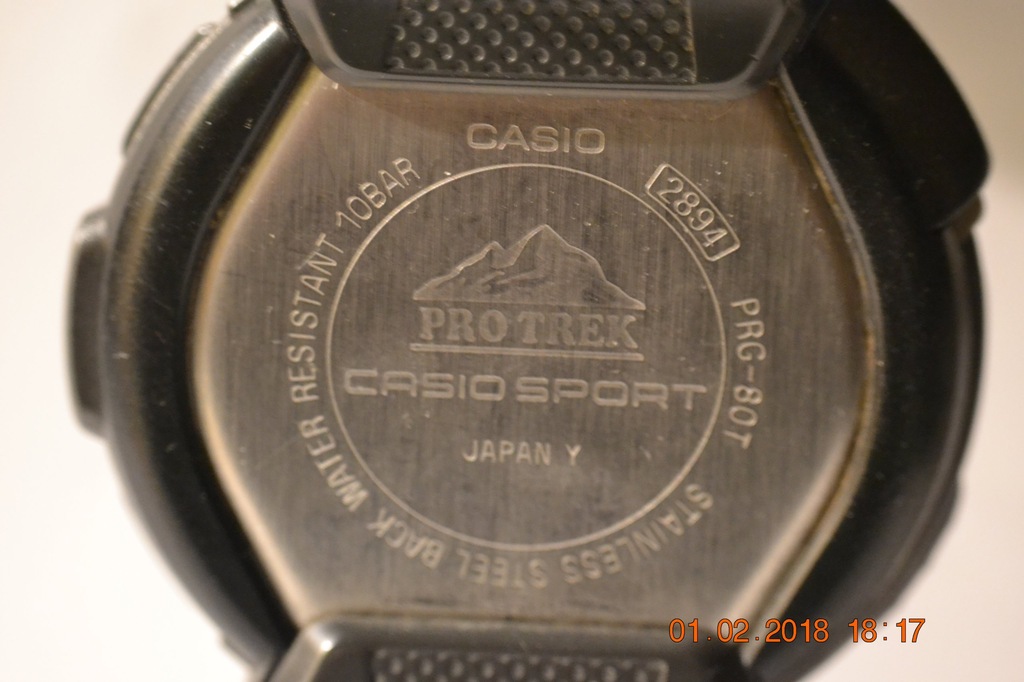 CASIO
2894
PRG-80T
STAINLESS STEEL BACK WATER RESISTANT 10BAR
PRO TREK
CASIO SPORT
JAPAN Y
01.02.2018 18:17